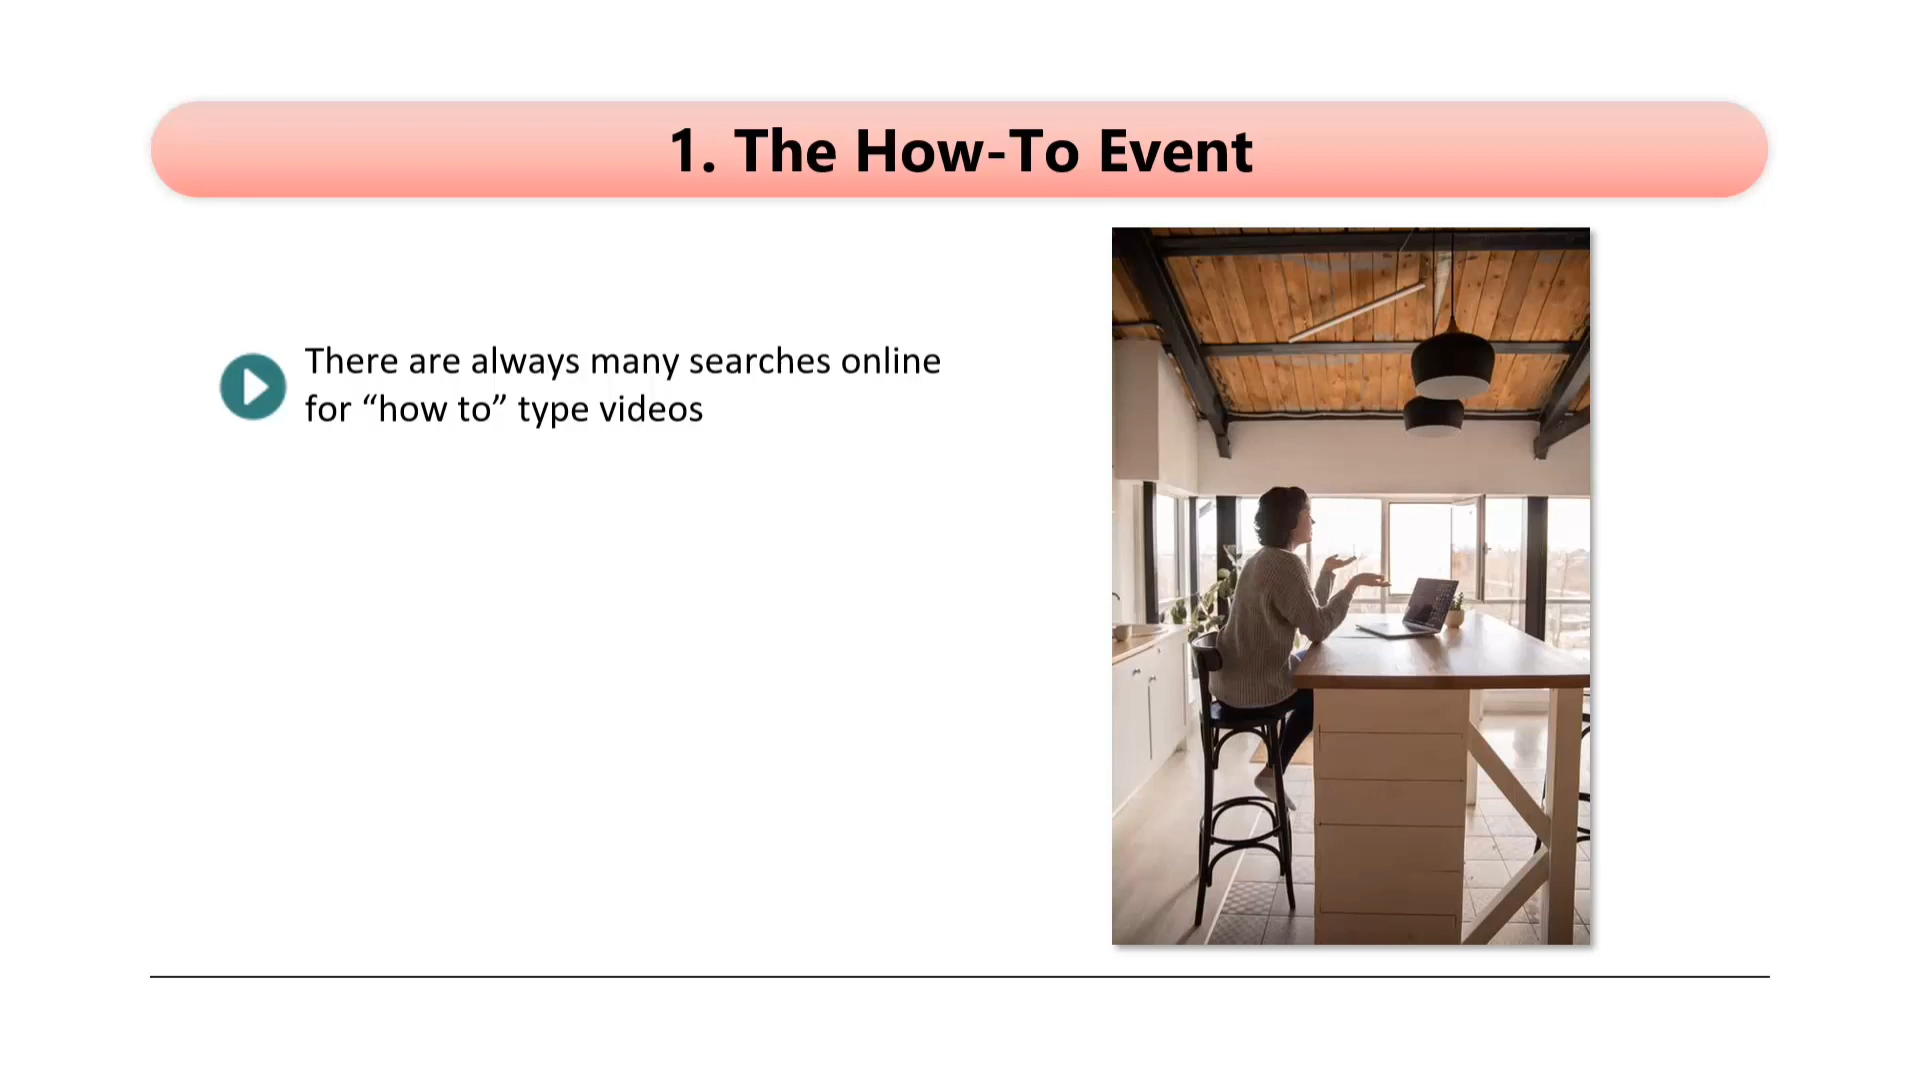 1. The How-To Event
There are always many searches online
for “how to” type videos